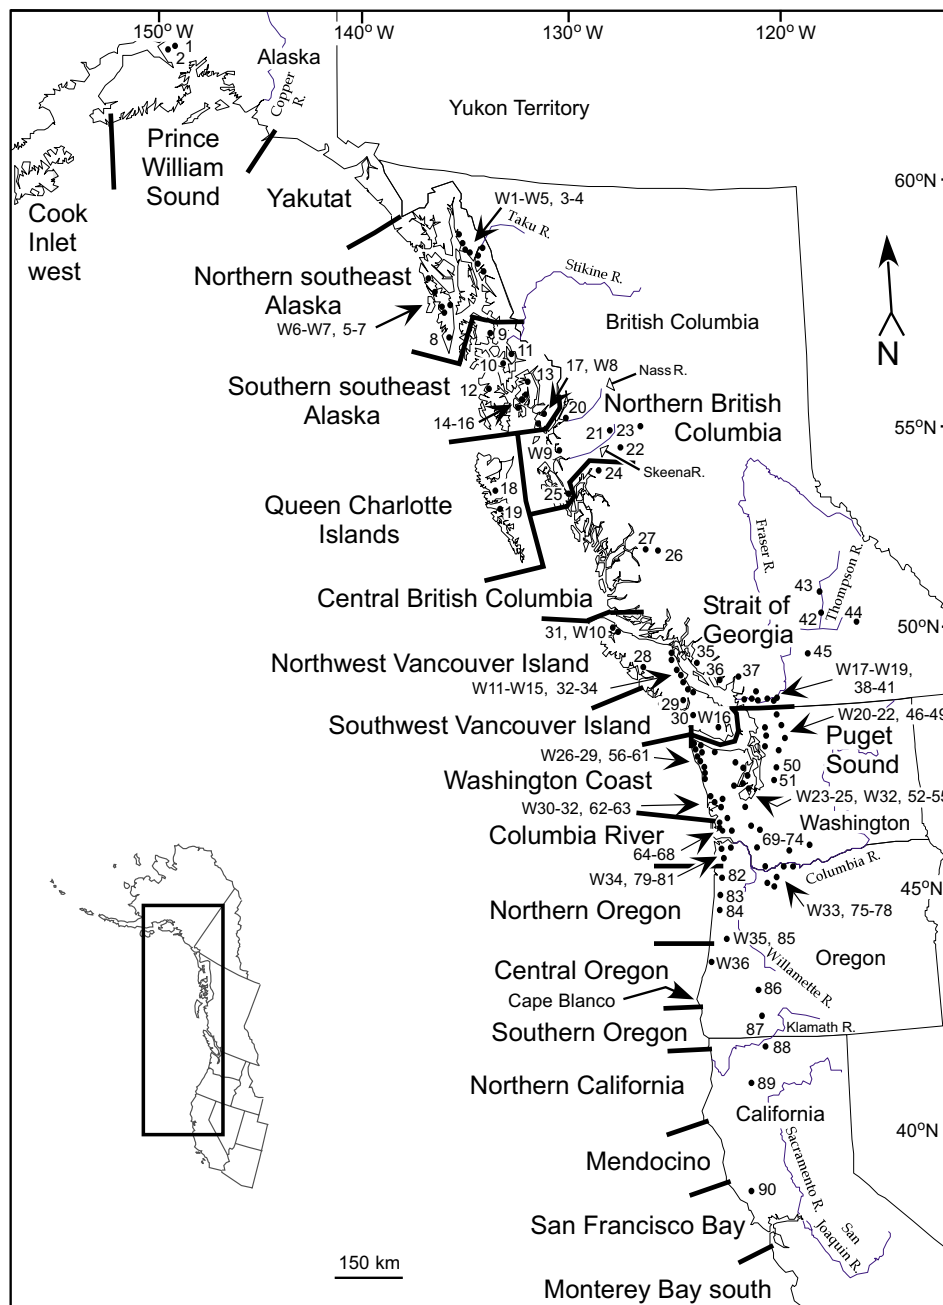 150° W
140° W
130° W
120° W
1
2
Alaska
Copper R.
Yukon Territory
Prince
William
Sound
60°N
Cook
Inlet
west
Yakutat
W1-W5, 3-4
Taku R.
Northern southeast
Alaska
W6-W7, 5-7
Stikine R.
British Columbia
N
8
9
10
11
12
13
14-16
17, W8
Nass R.
Southern southeast
Alaska
Northern British
Columbia
20
21
23
22
55°N
W9
Skeena R.
24
25
18
19
Queen Charlotte
Islands
27
26
Fraser R.
Thompson R.
43
42
44
Central British Columbia
Strait of
Georgia
50°N
31, W10
45
Northwest Vancouver Island
28
35
36
37
W17-W19,
38-41
W11-W15, 32-34
29
30
W16
Southwest Vancouver Island
W20-22, 46-49
Puget
Sound
W26-29, 56-61
50
51
Washington Coast
W23-25, W32, 52-55
W30-32, 62-63
Washington
Columbia River
69-74
64-68
Columbia R.
W34, 79-81
82
45°N
83
84
W33, 75-78
Northern Oregon
W35, 85
W36
Willamette R.
Oregon
Central Oregon
Cape Blanco
86
87
Klamath R.
Southern Oregon
88
Northern California
89
California
40°N
Mendocino
Sacramento R.
90
San Francisco Bay
San
Joaquin R.
150 km
Monterey Bay south